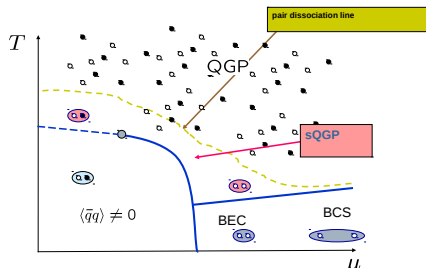 pair dissociation line
T
QGP
sQGP
⟨q̄q⟩ ≠ 0
BEC
BCS
μ